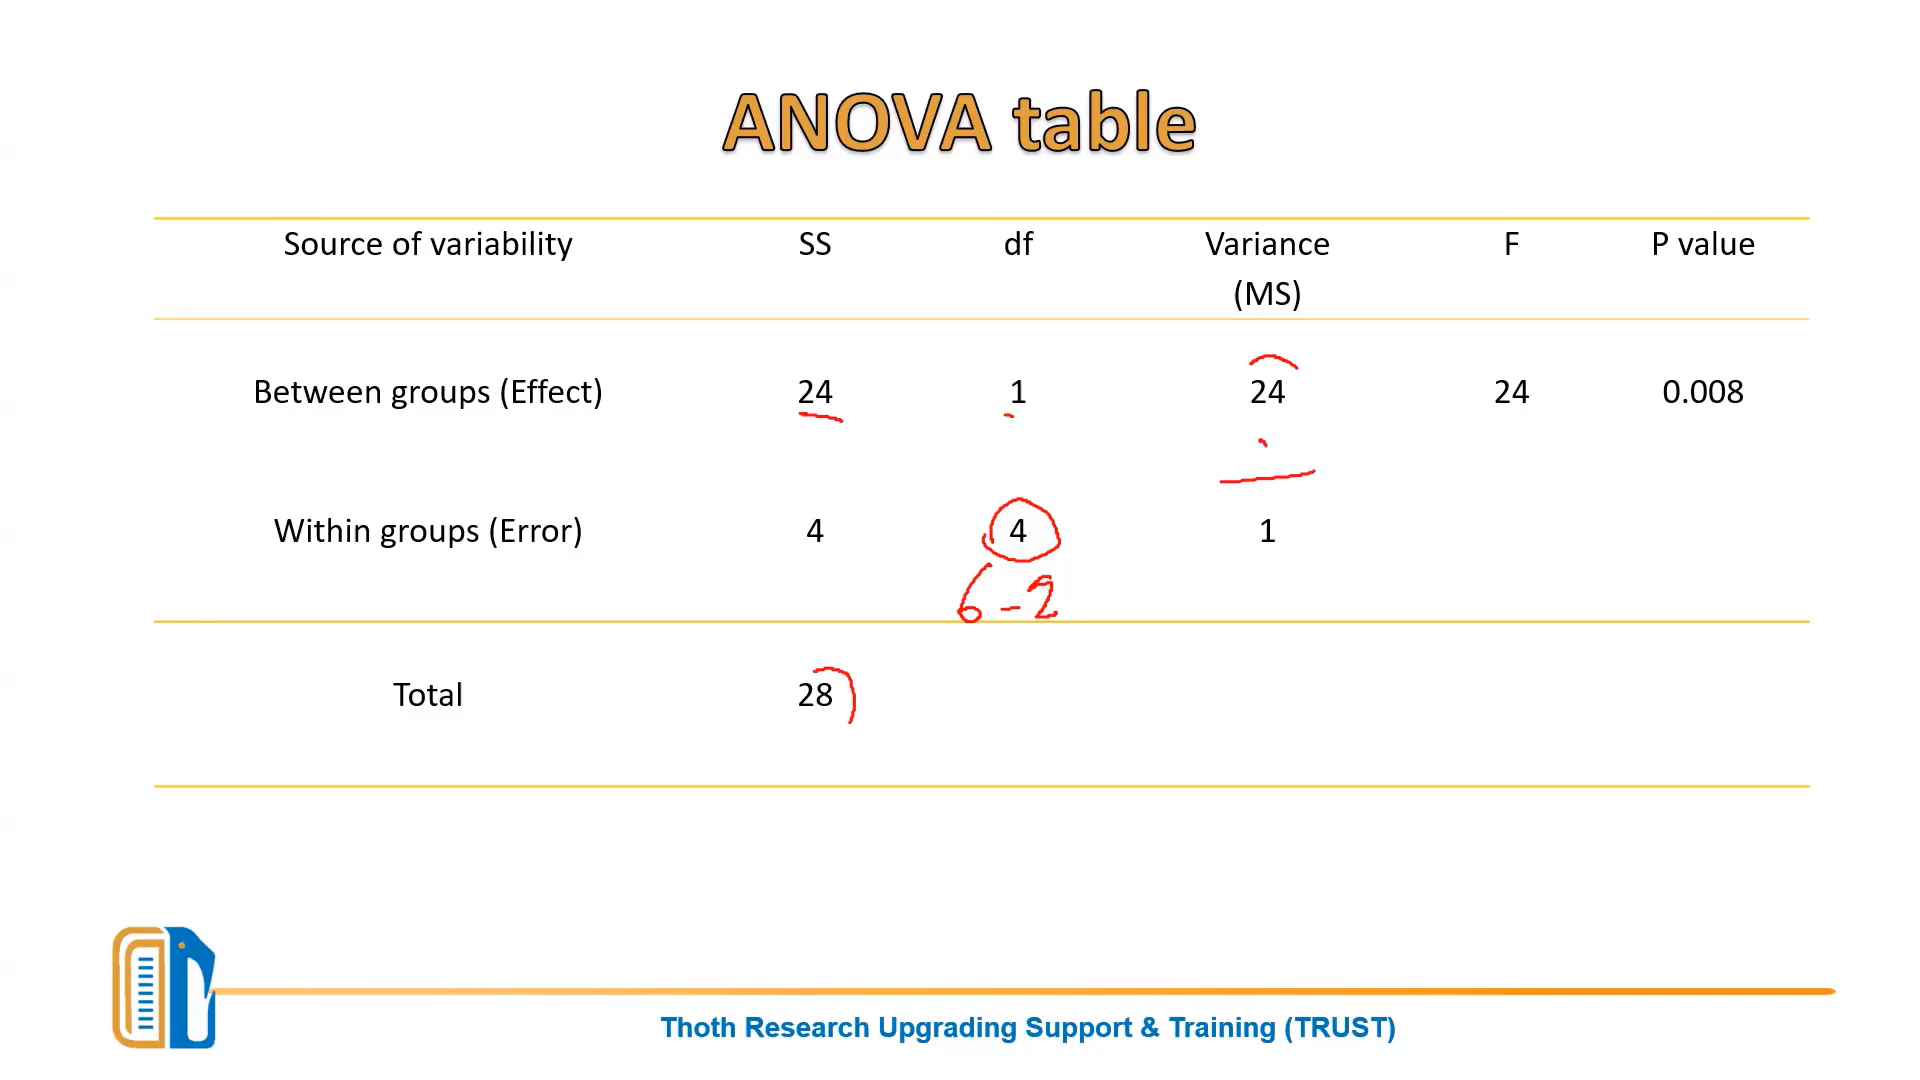 ANOVA table
Source of variability SS df Variance (MS) F P value
Between groups (Effect) 24 1 24 24 0.008
Within groups (Error) 4 4 1
6-2
Total 28
Thoth Research Upgrading Support & Training (TRUST)